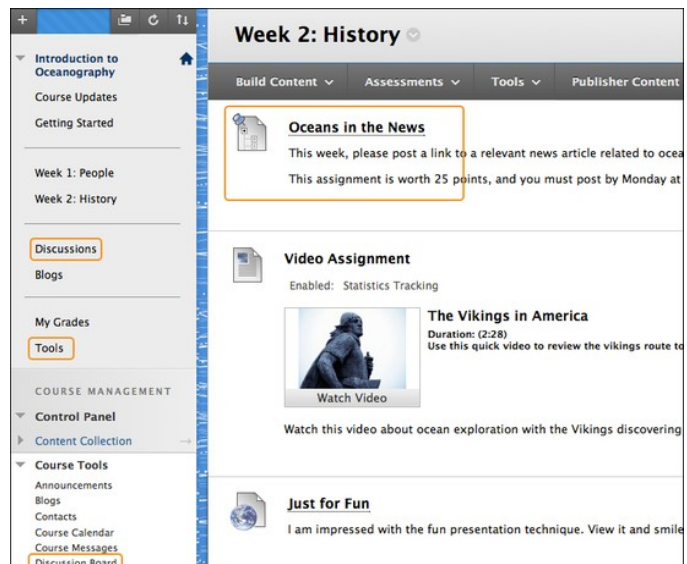 Introduction to
Oceanography
Course Updates
Getting Started
Week 1: People
Week 2: History
Discussions
Blogs
My Grades
Tools
COURSE MANAGEMENT
Control Panel
Content Collection
Course Tools
Announcements
Blogs
Contacts
Course Calendar
Course Messages
Discussion Board
Week 2: History
Build Content
Assessments
Tools
Publisher Content
Oceans in the News
This week, please post a link to a relevant news article related to ocea
This assignment is worth 25 points, and you must post by Monday at
Video Assignment
Enabled: Statistics Tracking
The Vikings in America
Duration: (2:28)
Use this quick video to review the vikings route to
Watch Video
Watch this video about ocean exploration with the Vikings discovering
Just for Fun
I am impressed with the fun presentation technique. View it and smile